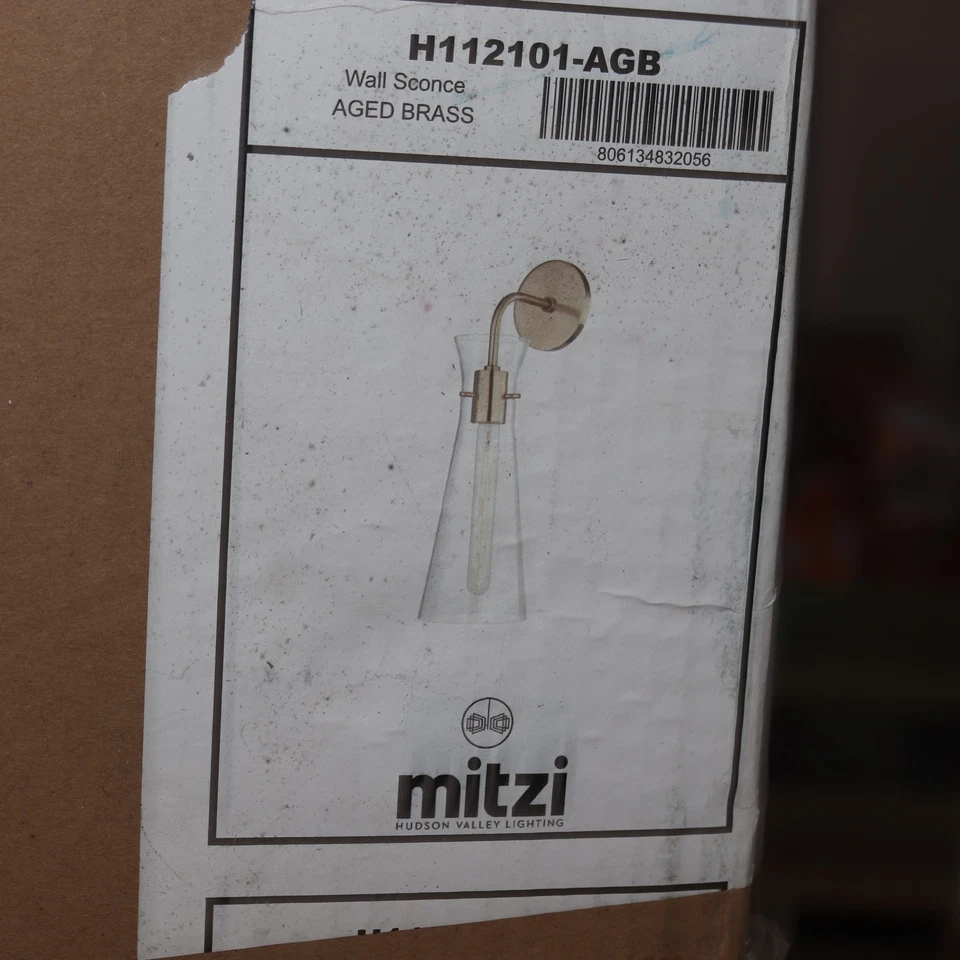 H112101-AGB
Wall Sconce
AGED BRASS
806134832056
mitzi
HUDSON VALLEY LIGHTING